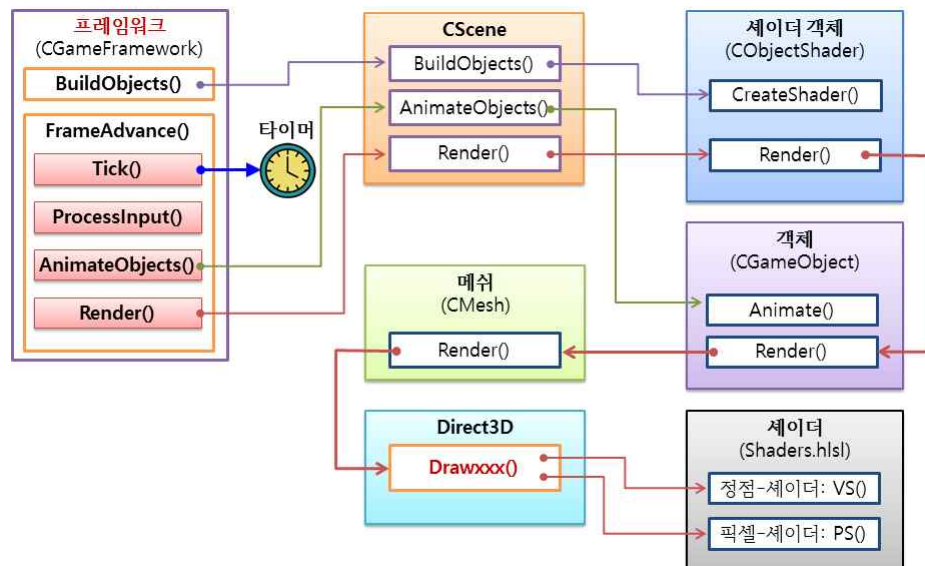 프레임워크
(CGameFramework)
BuildObjects()
FrameAdvance()
Tick()
ProcessInput()
AnimateObjects()
Render()
타이머
CScene
BuildObjects()
AnimateObjects()
Render()
셰이더 객체
(CObjectShader)
CreateShader()
Render()
객체
(CGameObject)
Animate()
Render()
메쉬
(CMesh)
Render()
Direct3D
Drawxxx()
셰이더
(Shaders.hlsl)
정점-셰이더: VS()
픽셀-셰이더: PS()